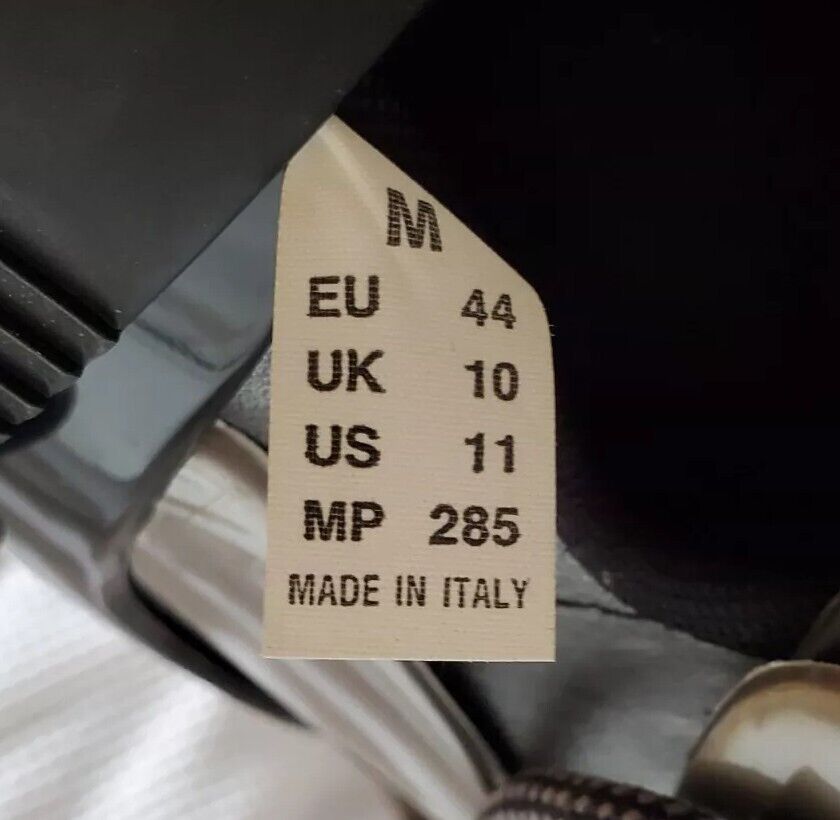 M
EU 44
UK 10
US 11
MP 285
MADE IN ITALY